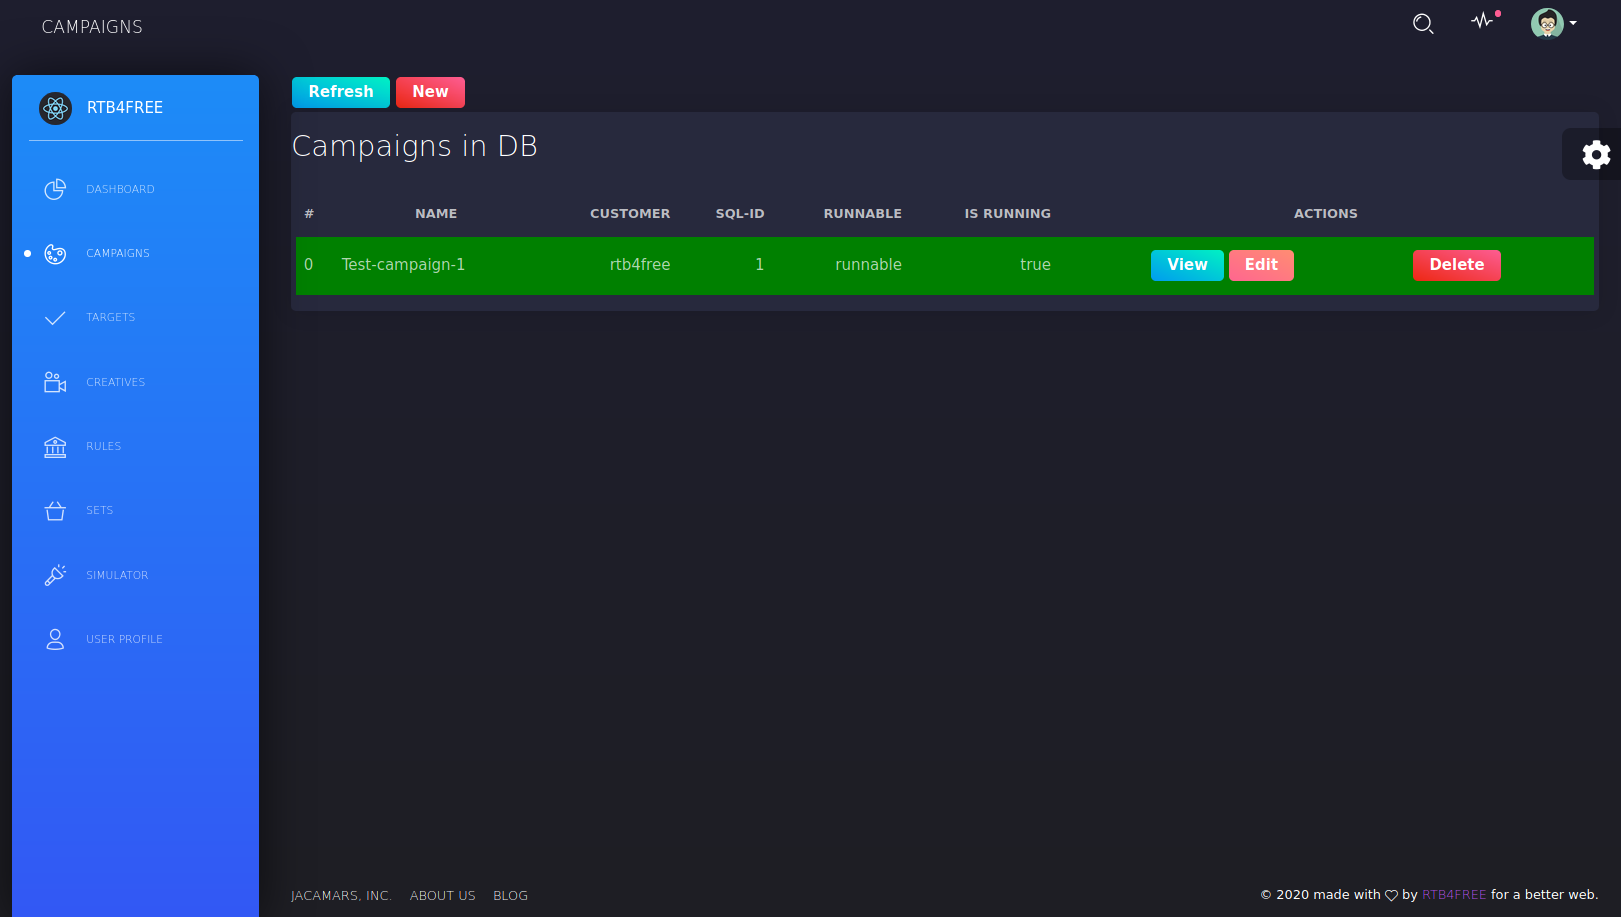 CAMPAIGNS
RTB4FREE
DASHBOARD
CAMPAIGNS
TARGETS
CREATIVES
RULES
SETS
SIMULATOR
USER PROFILE
Refresh New
Campaigns in DB
# NAME CUSTOMER SQL-ID RUNNABLE IS RUNNING ACTIONS
0 Test-campaign-1 rtb4free 1 runnable true View Edit Delete
JACAMARS, INC. ABOUT US BLOG
© 2020 made with by RTB4FREE for a better web.